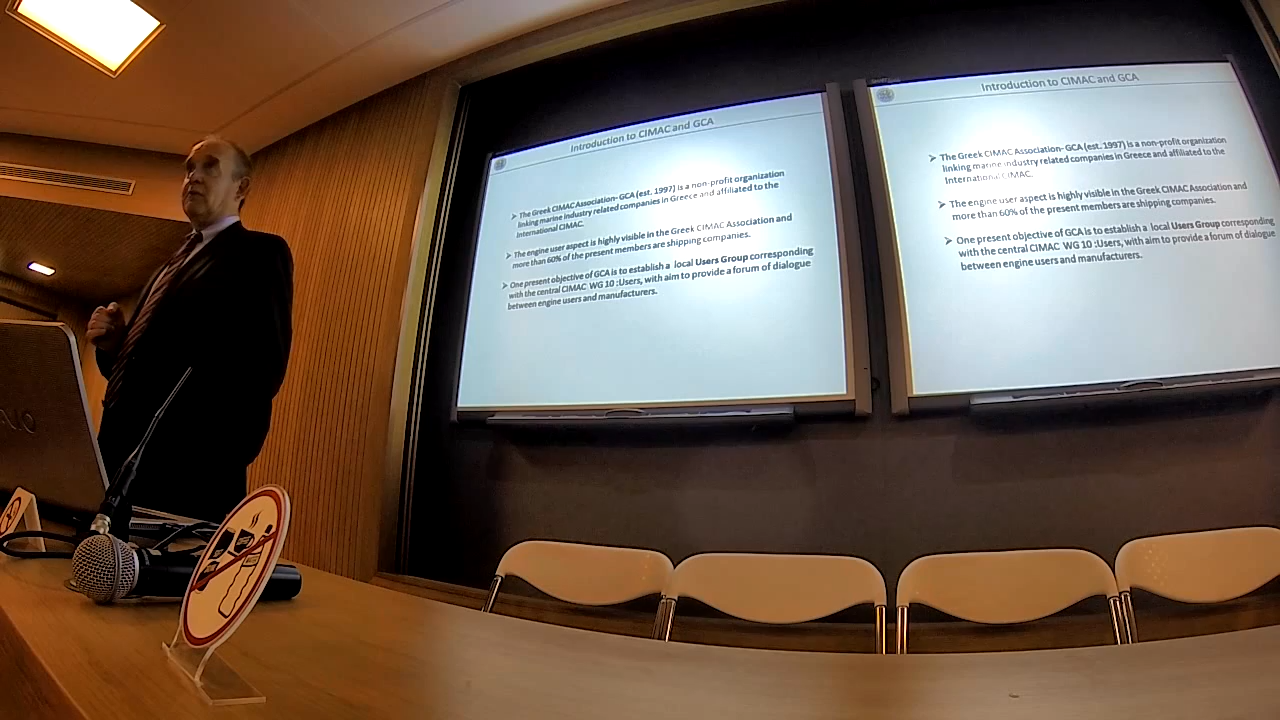 Introduction to CIMAC and GCA
➤ The Greek CIMAC Association- GCA (est. 1997) is a non-profit organization
linking marine industry related companies in Greece and affiliated to the
International CIMAC.
➤ The engine user aspect is highly visible in the Greek CIMAC Association and
more than 60% of the present members are shipping companies.
➤ One present objective of GCA is to establish a local Users Group corresponding
with the central CIMAC WG 10 :Users, with aim to provide a forum of dialogue
between engine users and manufacturers.
Introduction to CIMAC and GCA
➤ The Greek CIMAC Association- GCA (est. 1997) is a non-profit organization
linking marine industry related companies in Greece and affiliated to the
International CIMAC.
➤ The engine user aspect is highly visible in the Greek CIMAC Association and
more than 60% of the present members are shipping companies.
➤ One present objective of GCA is to establish a local Users Group corresponding
with the central CIMAC WG 10 :Users, with aim to provide a forum of dialogue
between engine users and manufacturers.